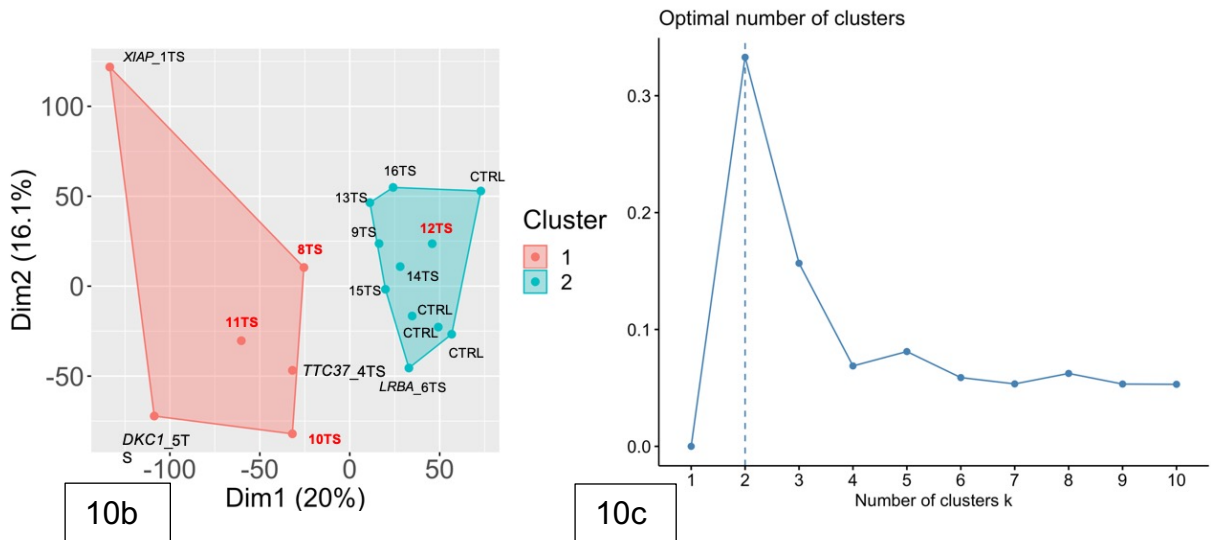 Optimal number of clusters
XIAP_1TS
100
50
0
-50
Dim2 (16.1%)
16TS
CTRL
13TS
9TS
12TS
8TS
14TS
15TS
CTRL
CTRL
CTRL
11TS
TTC37_4TS
LRBA_6TS
DKC1_5T
S
10TS
-100
-50
0
50
Dim1 (20%)
Cluster
1
2
10b
0.3
0.2
0.1
0.0
1 2 3 4 5 6 7 8 9 10
Number of clusters k
10c